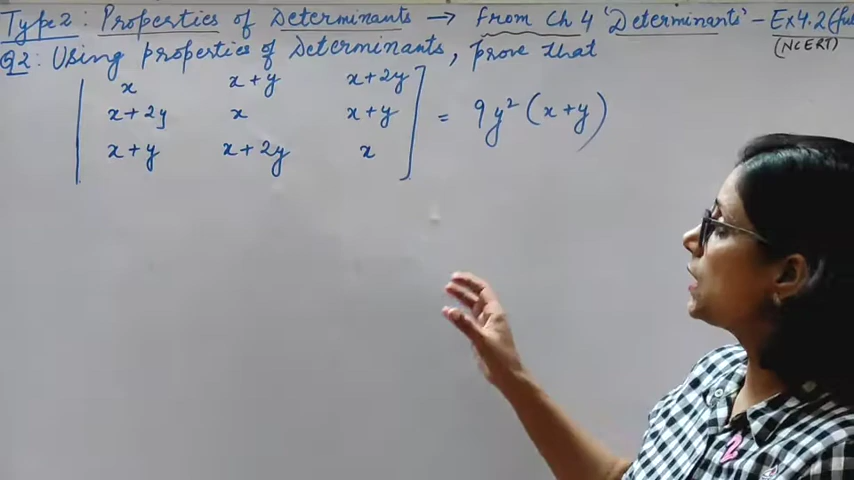 Type2: Properties of Determinants → From Ch 4 'Determinants' - Ex 4.2
(NCERT)
Q2: Using properties of Determinants, prove that
x x+y x+2y
x+2y x x+y = 9y²(x+y)
x+y x+2y x
2